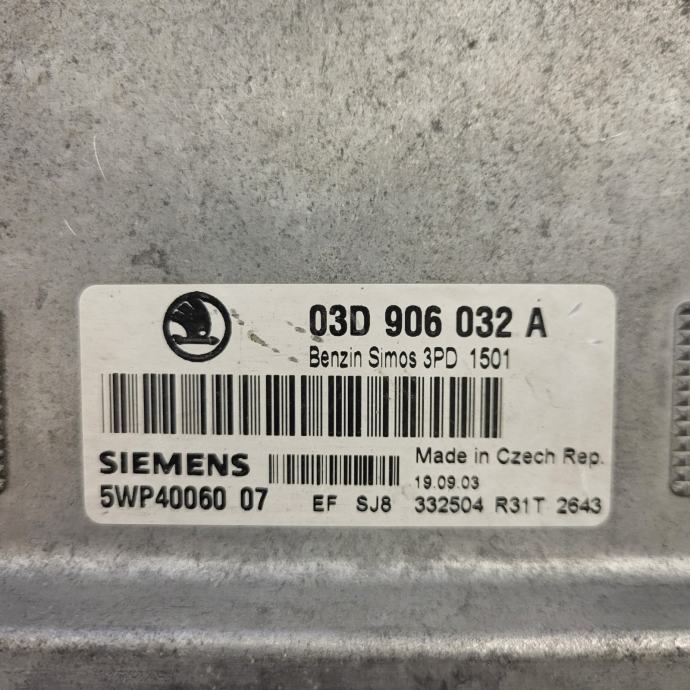 03D 906 032 A
Benzin Simos 3PD 1501
SIEMENS
Made in Czech Rep.
19.09.03
5WP40060 07
EF SJ8 332504 R31T 2643